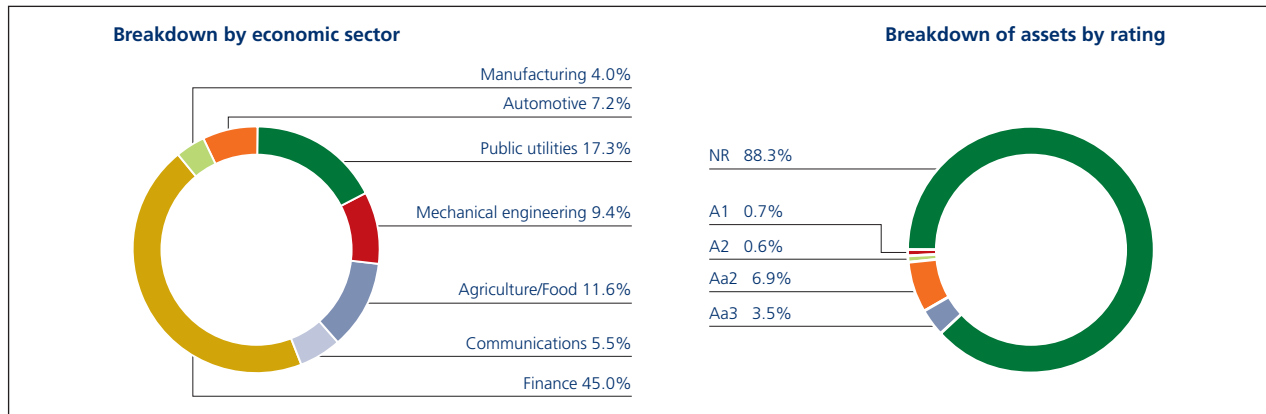 Breakdown by economic sector
Manufacturing 4.0%
Automotive 7.2%
Public utilities 17.3%
Mechanical engineering 9.4%
Agriculture/Food 11.6%
Communications 5.5%
Finance 45.0%
Breakdown of assets by rating
NR 88.3%
A1 0.7%
A2 0.6%
Aa2 6.9%
Aa3 3.5%